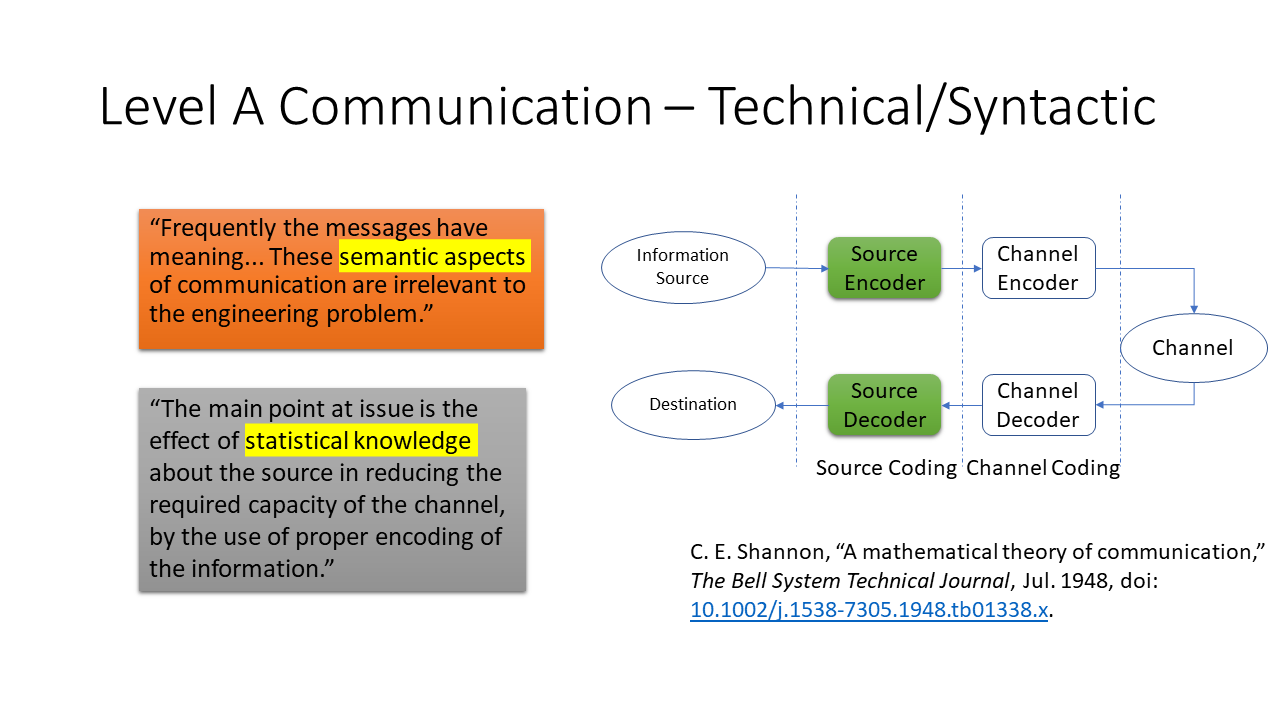 Level A Communication – Technical/Syntactic
“Frequently the messages have
meaning... These semantic aspects
of communication are irrelevant to
the engineering problem.”
“The main point at issue is the
effect of statistical knowledge
about the source in reducing the
required capacity of the channel,
by the use of proper encoding of
the information.”
Information
Source
Source
Encoder
Channel
Encoder
Channel
Destination
Source
Decoder
Channel
Decoder
Source Coding
Channel Coding
C. E. Shannon, “A mathematical theory of communication,”
The Bell System Technical Journal, Jul. 1948, doi:
10.1002/j.1538-7305.1948.tb01338.x.